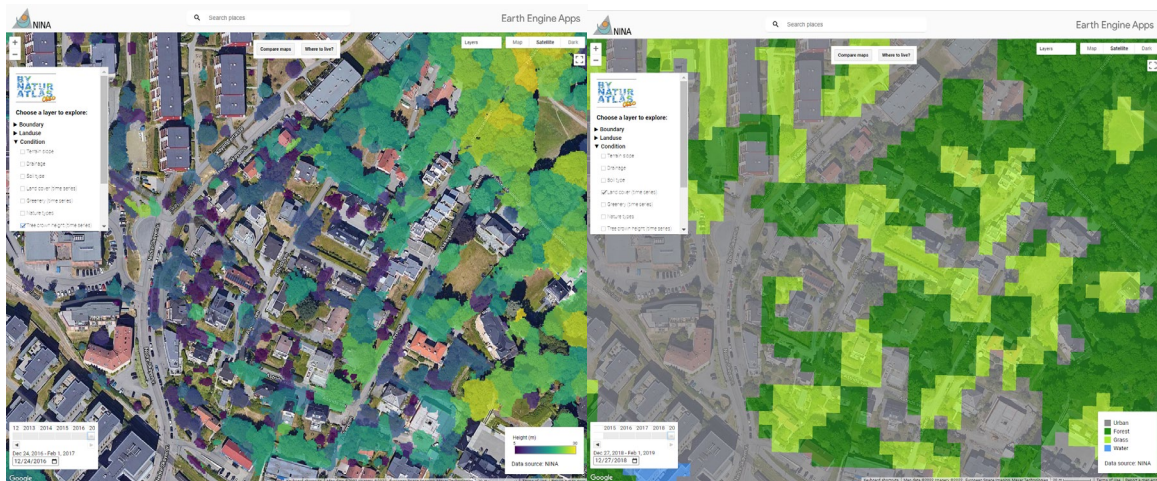 NINA
Search places
Earth Engine Apps
+
−
Compare maps
Where to live?
Layers
Map
Satellite
Dark
BY
NATUR
ATLAS
Choose a layer to explore:
Boundary
Landuse
Condition
Terrain slope
Drainage
Soil type
Land cover (time series)
Greenery (time series)
Nature types
Tree crown height (time series)
12 2013 2014 2015 2016 20
Dec 24, 2016 - Feb 1, 2017
12/24/2016
Height (m)
Data source: NINA
Google
NINA
Search places
Earth Engine Apps
+
−
Compare maps
Where to live?
Layers
Map
Satellite
Dark
BY
NATUR
ATLAS
Choose a layer to explore:
Boundary
Landuse
Condition
Terrain slope
Drainage
Soil type
Land cover (time series)
Greenery (time series)
Nature types
Tree crown height (time series)
2015 2016 2017 2018 20
Dec 27, 2018 - Feb 1, 2019
12/27/2018
Urban
Forest
Grass
Water
Data source: NINA
Google